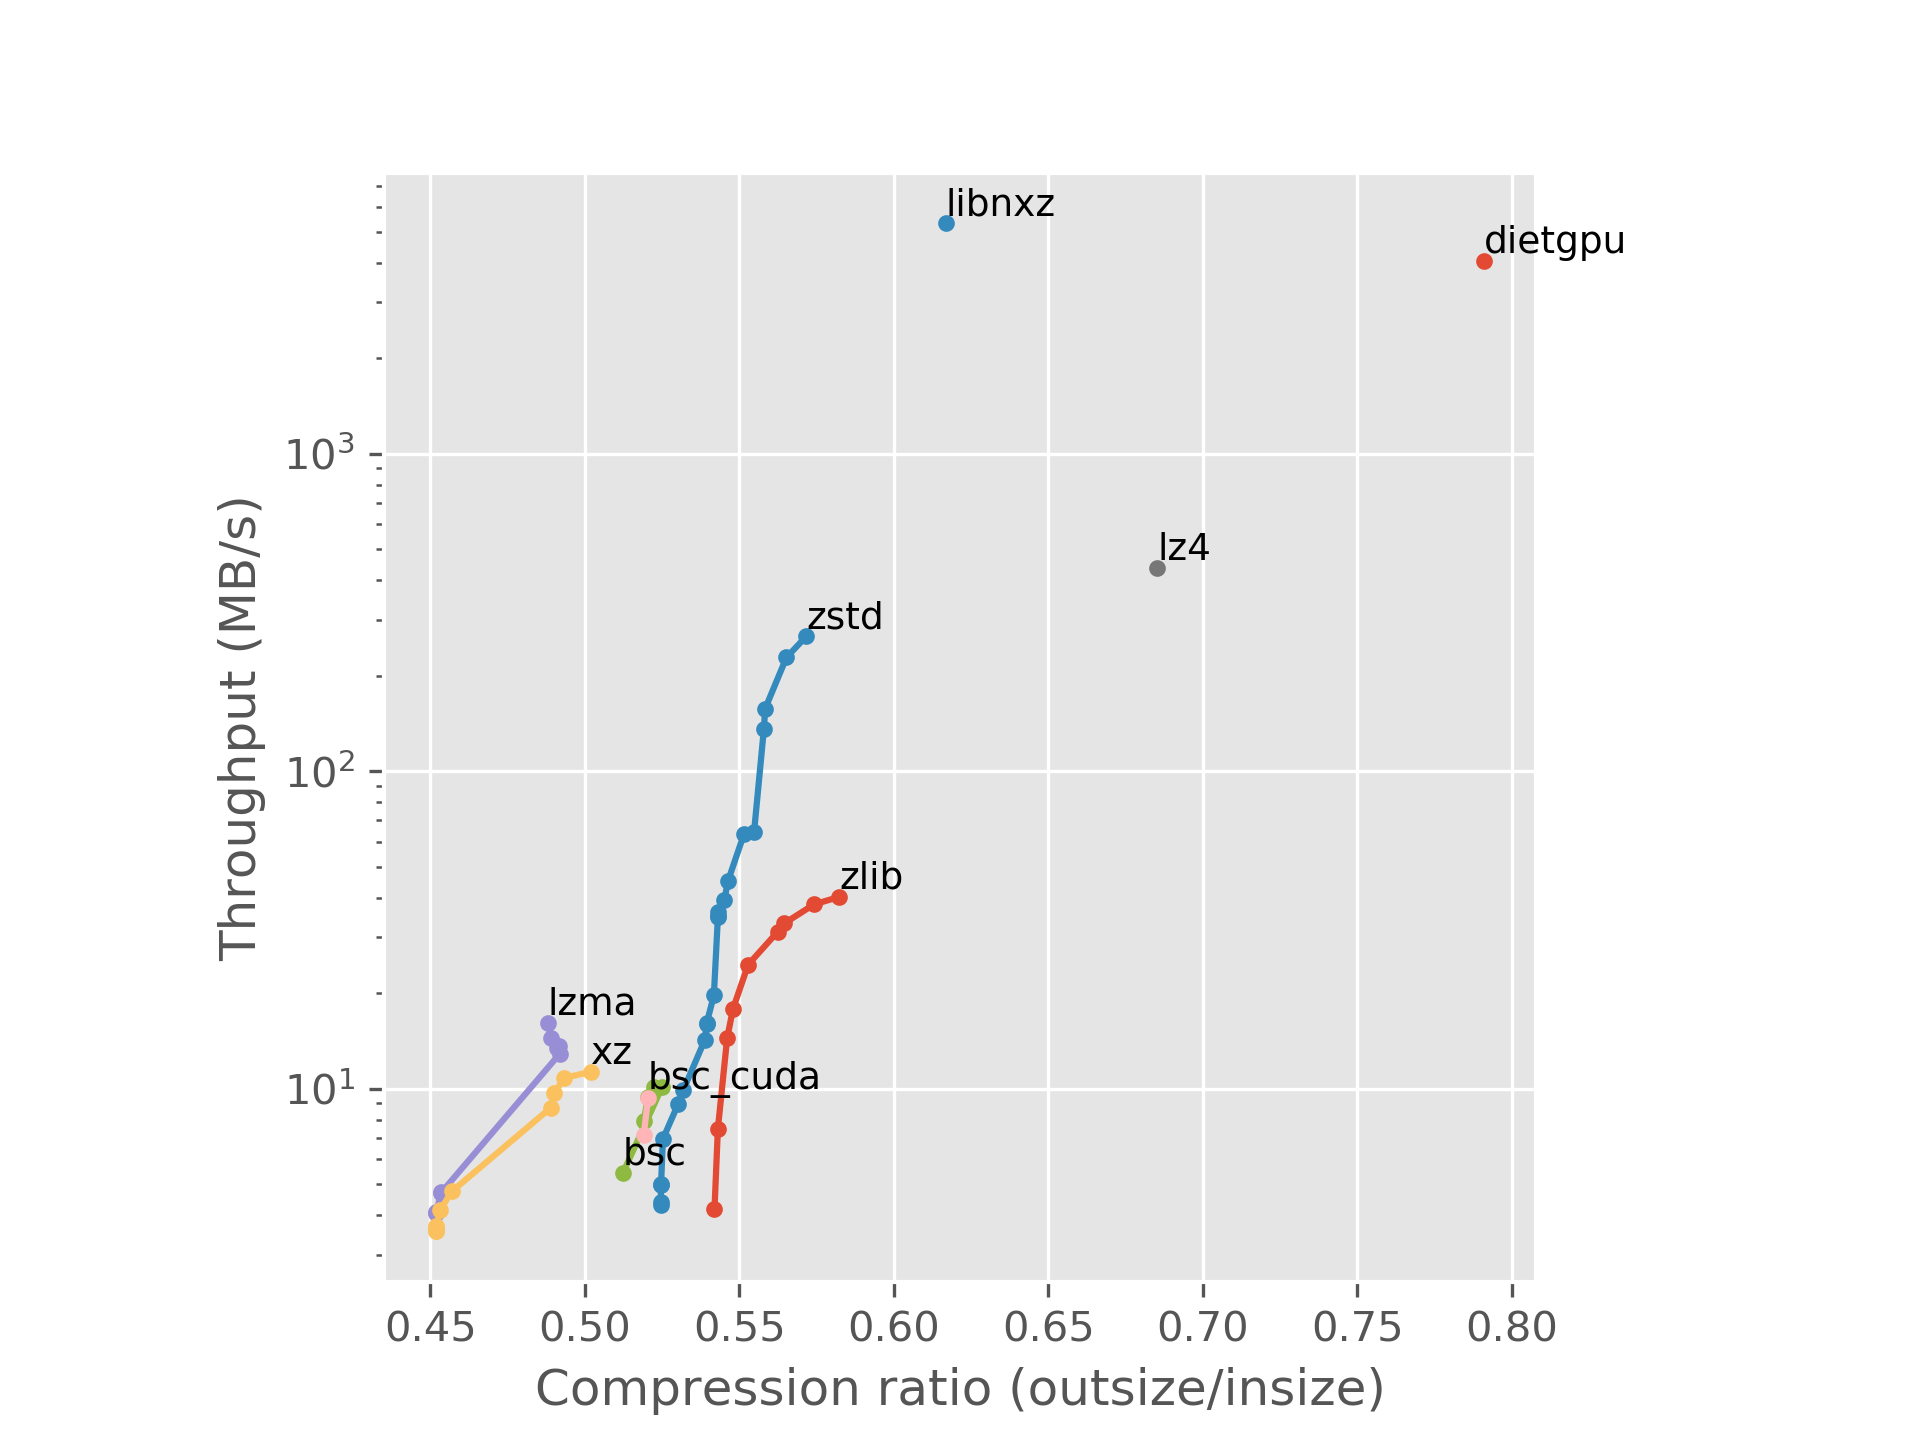 libnxz
dietgpu
lz4
zstd
zlib
lzma
xz
bsc_cuda
bsc
Throughput (MB/s)
10³
10²
10¹
0.45 0.50 0.55 0.60 0.65 0.70 0.75 0.80
Compression ratio (outsize/insize)